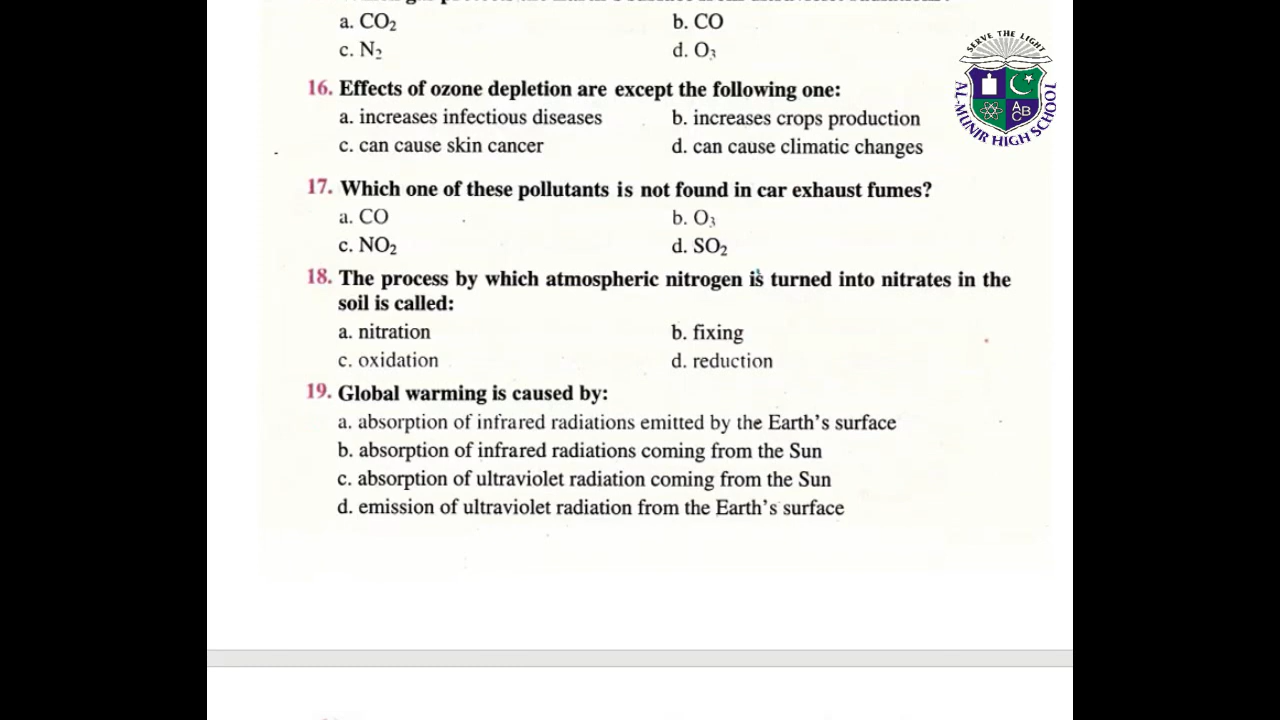 a. CO₂ b. CO
c. N₂ d. O₃
16. Effects of ozone depletion are except the following one:
a. increases infectious diseases b. increases crops production
c. can cause skin cancer d. can cause climatic changes
17. Which one of these pollutants is not found in car exhaust fumes?
a. CO b. O₃
c. NO₂ d. SO₂
18. The process by which atmospheric nitrogen is turned into nitrates in the
soil is called:
a. nitration b. fixing
c. oxidation d. reduction
19. Global warming is caused by:
a. absorption of infrared radiations emitted by the Earth's surface
b. absorption of infrared radiations coming from the Sun
c. absorption of ultraviolet radiation coming from the Sun
d. emission of ultraviolet radiation from the Earth's surface
SERVE THE LIGHT
AL-MUNIR HIGH SCHOOL
A B
C